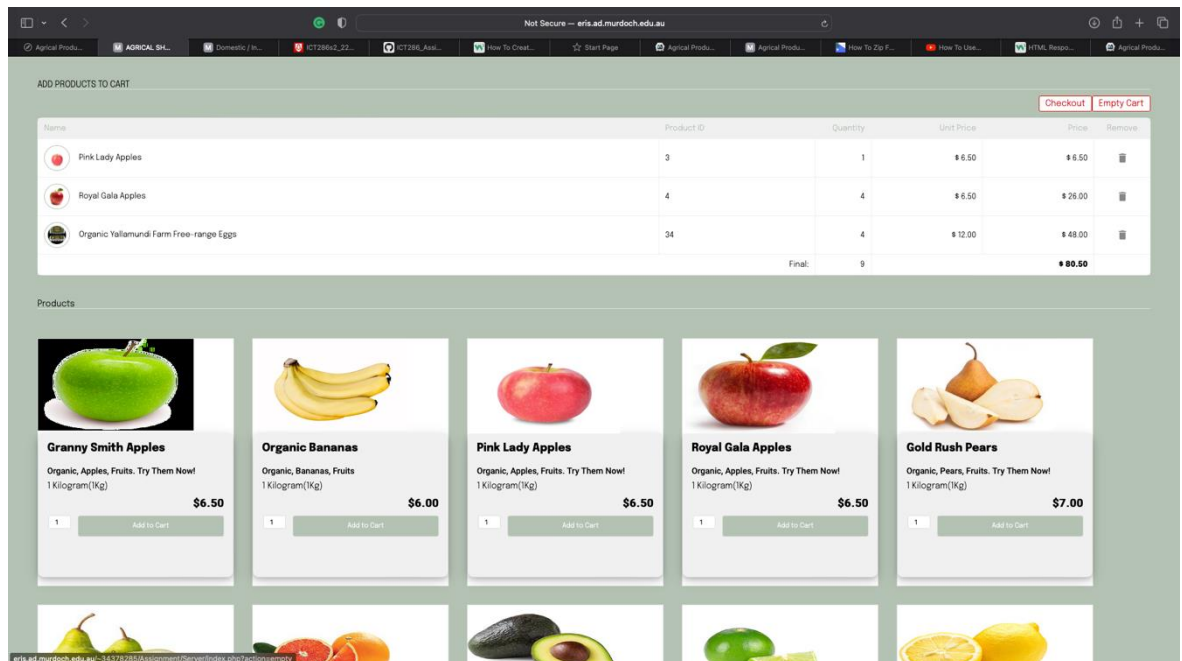 Not Secure — eris.ad.murdoch.edu.au
Agrical Produ... AGRICAL SH... Domestic / In... ICT286s2_22... ICT286_Assi... How To Creat... Start Page Agrical Produ... Agrical Produ... How To Zip F... How To Use... HTML Respo... Agrical Produ...
ADD PRODUCTS TO CART
Checkout Empty Cart
Name Product ID Quantity Unit Price Price Remove
Pink Lady Apples 3 1 $ 6.50 $ 6.50
Royal Gala Apples 4 4 $ 6.50 $ 26.00
Organic Yallamundi Farm Free-range Eggs 34 4 $ 12.00 $ 48.00
Final: 9 $ 80.50
Products
Granny Smith Apples Organic Bananas Pink Lady Apples Royal Gala Apples Gold Rush Pears
Organic, Apples, Fruits. Try Them Now! Organic, Bananas, Fruits Organic, Apples, Fruits. Try Them Now! Organic, Apples, Fruits. Try Them Now! Organic, Pears, Fruits. Try Them Now!
1 Kilogram(1Kg) 1 Kilogram(1Kg) 1 Kilogram(1Kg) 1 Kilogram(1Kg) 1 Kilogram(1Kg)
$6.50 $6.00 $6.50 $6.50 $7.00
1 Add to Cart 1 Add to Cart 1 Add to Cart 1 Add to Cart 1 Add to Cart
eris.ad.murdoch.edu.au/~34378285/Assignment/Server/index.php?action=empty